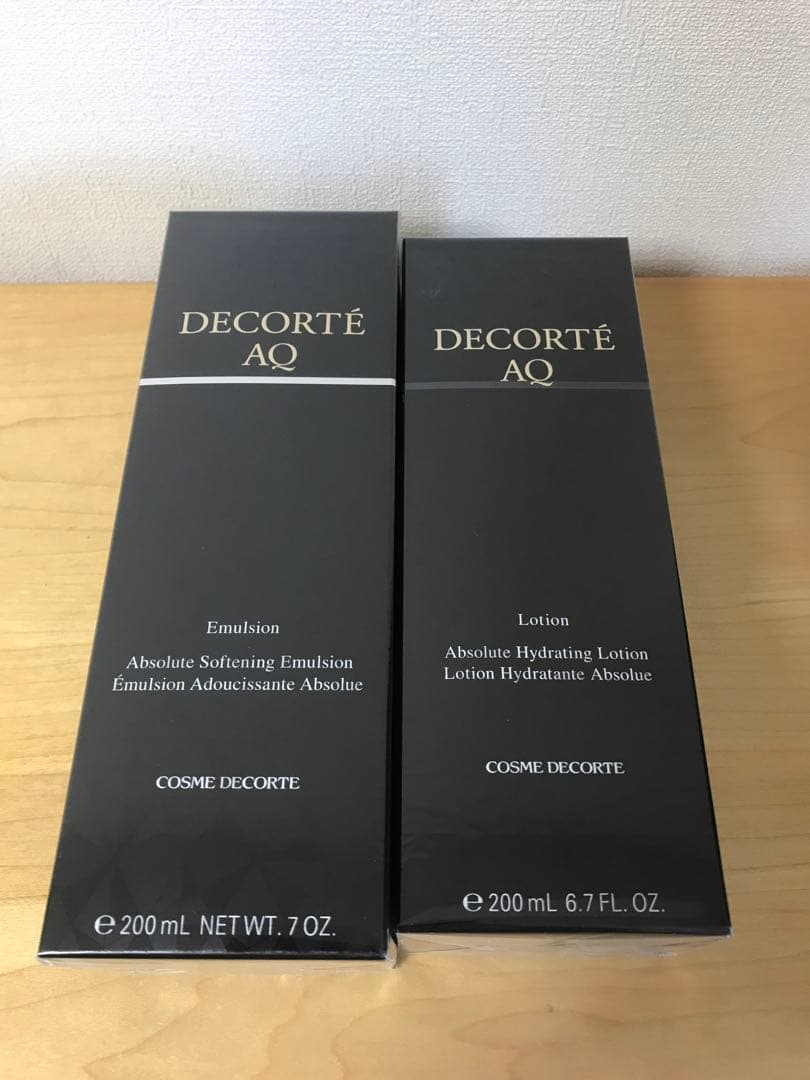 DECORTÉ
AQ
Emulsion
Absolute Softening Emulsion
Émulsion Adoucissante Absolue
COSME DECORTE
℮ 200 mL NET WT. 7 OZ.
DECORTÉ
AQ
Lotion
Absolute Hydrating Lotion
Lotion Hydratante Absolue
COSME DECORTE
℮ 200 mL 6.7 FL. OZ.